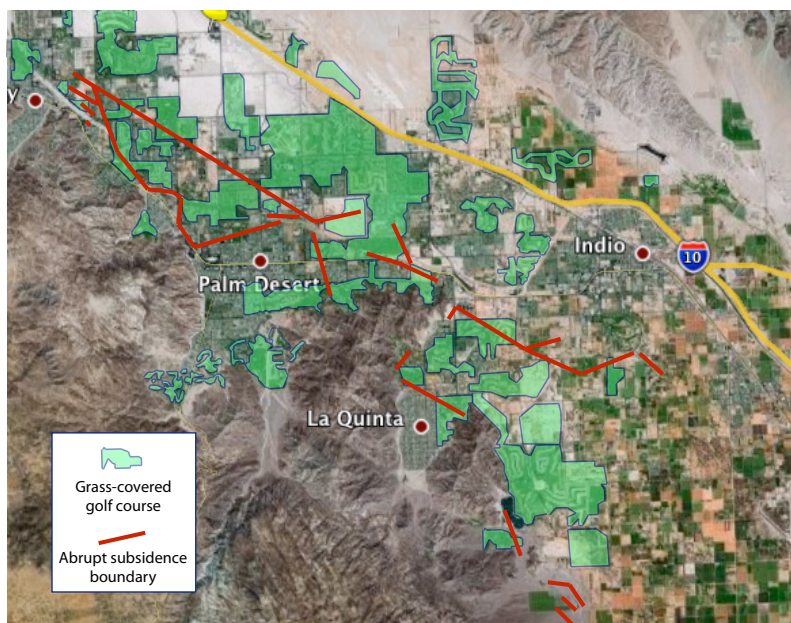 y
10
Indio
Palm Desert
La Quinta
Grass-covered
golf course
Abrupt subsidence
boundary